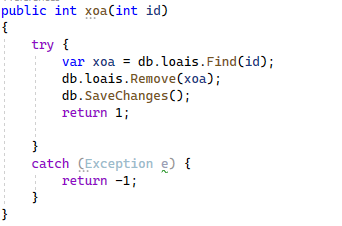 public int xoa(int id)
{
try {
var xoa = db.loais.Find(id);
db.loais.Remove(xoa);
db.SaveChanges();
return 1;
}
catch (Exception e) {
return -1;
}
}